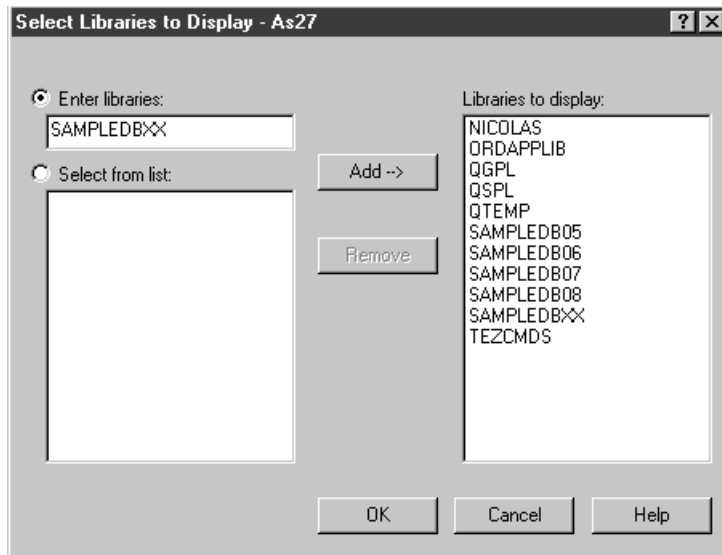 Select Libraries to Display - As27
Enter libraries:
SAMPLEDBXX
Select from list:
Add -->
Remove
Libraries to display:
NICOLAS
ORDAPPLIB
QGPL
QSPL
QTEMP
SAMPLEDB05
SAMPLEDB06
SAMPLEDB07
SAMPLEDB08
SAMPLEDBXX
TEZCMDS
OK
Cancel
Help